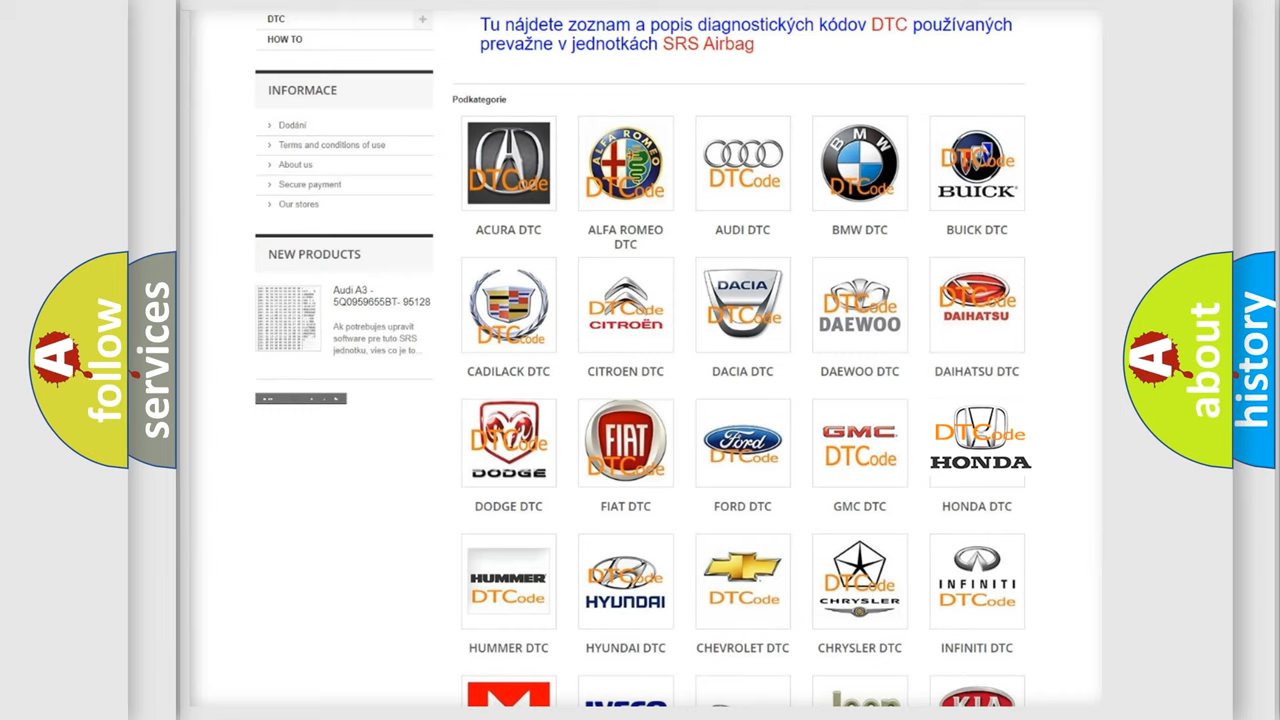 DTC
HOW TO
INFORMACE
Dodání
Terms and conditions of use
About us
Secure payment
Our stores
NEW PRODUCTS
Audi A3 -
5Q0959655BT- 95128
Ak potrebujes upravit
software pre tuto SRS
jednotku, vies co je to...
Tu nájdete zoznam a popis diagnostických kódov DTC používaných
prevažne v jednotkách SRS Airbag
Podkategorie
DTCode
ALFA ROMEO
DTCode
DTCode
BMW
DTCode
DTCode
BUICK
ACURA DTC
ALFA ROMEO
DTC
AUDI DTC
BMW DTC
BUICK DTC
DTCode
DTCode
CITROËN
DACIA
DTCode
DTCode
DAEWOO
DTCode
DAIHATSU
CADILACK DTC
CITROEN DTC
DACIA DTC
DAEWOO DTC
DAIHATSU DTC
DTCode
DODGE
FIAT
DTCode
Ford
DTCode
GMC
DTCode
DTCode
HONDA
DODGE DTC
FIAT DTC
FORD DTC
GMC DTC
HONDA DTC
HUMMER
DTCode
DTCode
HYUNDAI
DTCode
DTCode
CHRYSLER
INFINITI
DTCode
HUMMER DTC
HYUNDAI DTC
CHEVROLET DTC
CHRYSLER DTC
INFINITI DTC
IVECO
Jeep
KIA
A
follow
services
A
about
history